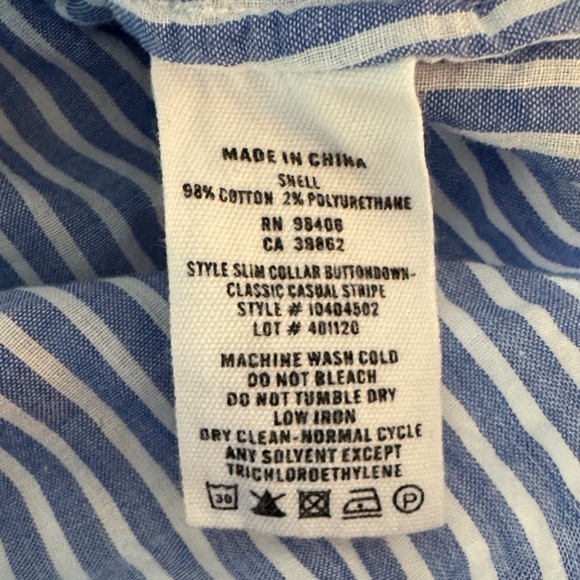 MADE IN CHINA
SHELL
98% COTTON 2% POLYURETHANE
RN 98406
CA 38862
STYLE SLIM COLLAR BUTTONDOWN-
CLASSIC CASUAL STRIPE
STYLE # 10404502
LOT # 401120
MACHINE WASH COLD
DO NOT BLEACH
DO NOT TUMBLE DRY
LOW IRON
DRY CLEAN-NORMAL CYCLE
ANY SOLVENT EXCEPT
TRICHLOROETHYLENE
30 P